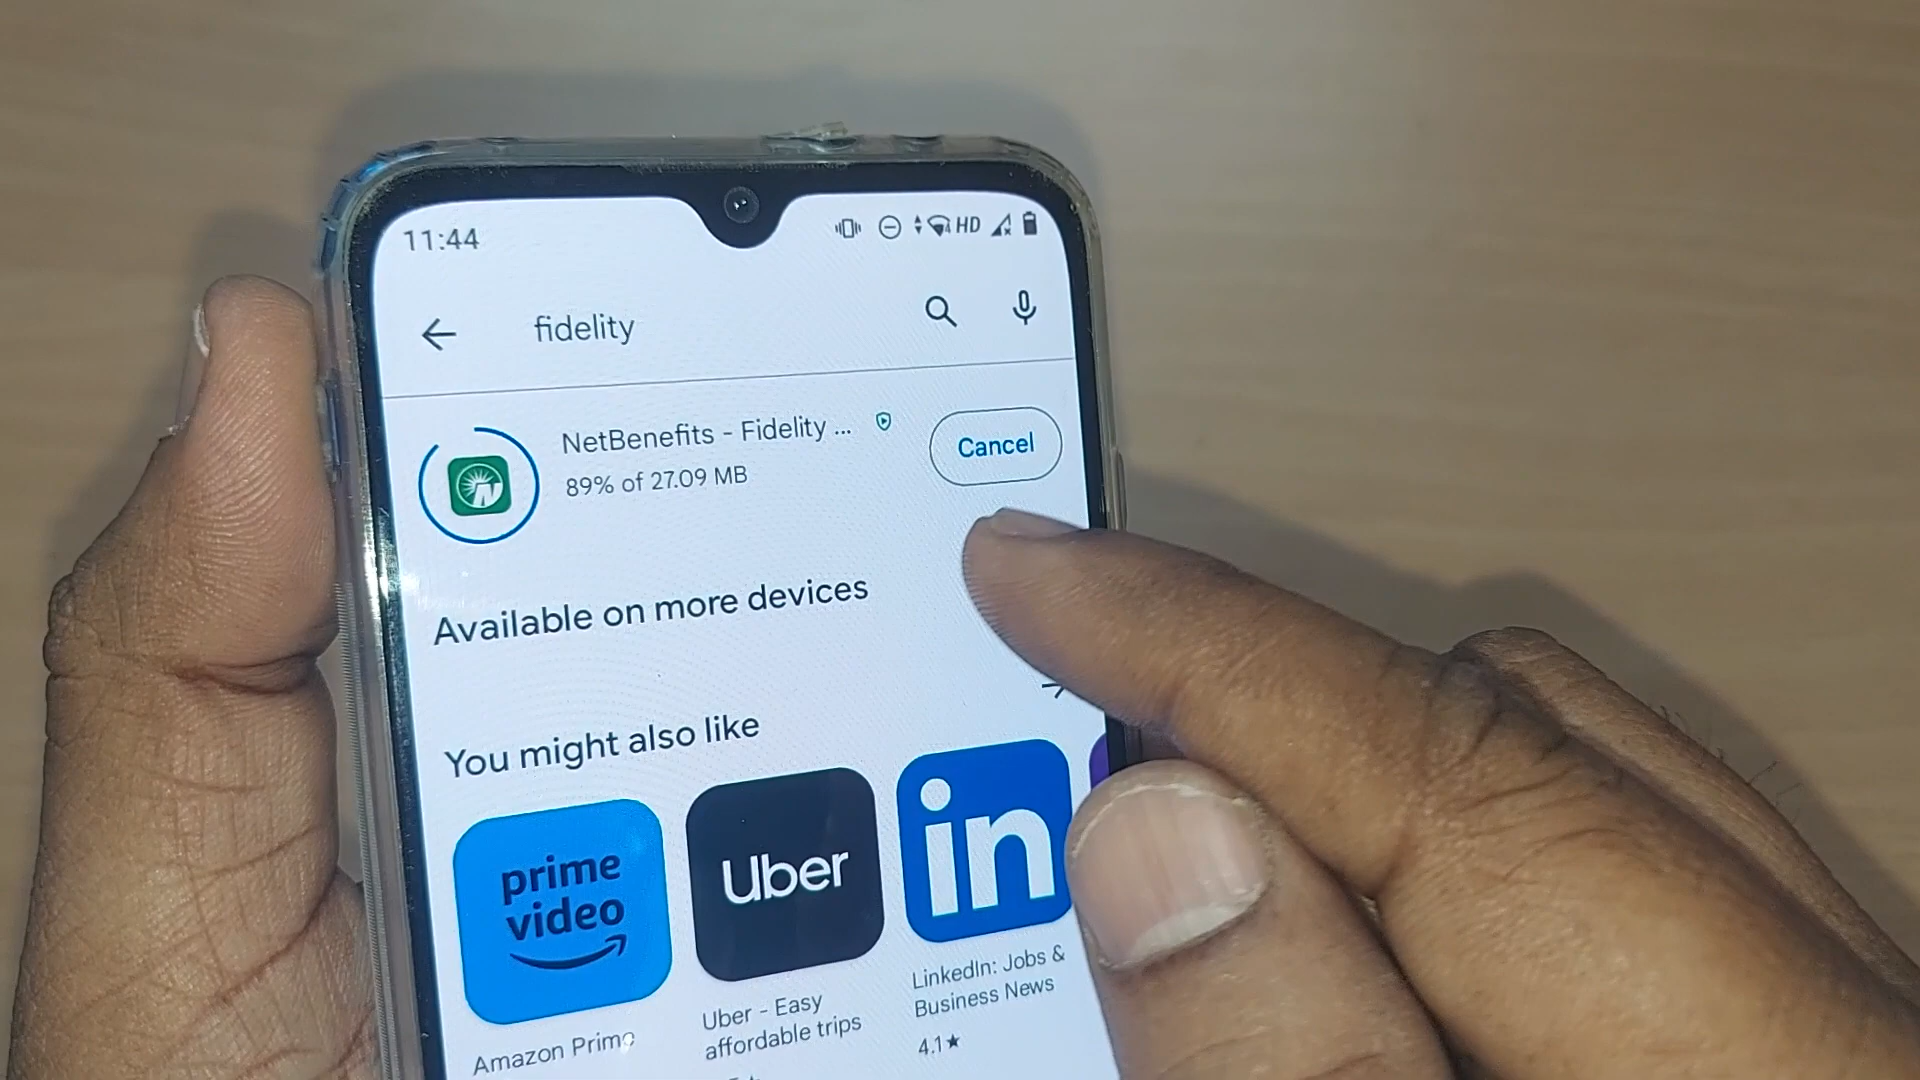 11:44
HD
fidelity
NetBenefits - Fidelity ...
89% of 27.09 MB
Cancel
Available on more devices
You might also like
prime
video
Uber
in
Amazon Prime
Uber - Easy
affordable trips
LinkedIn: Jobs &
Business News
4.1★